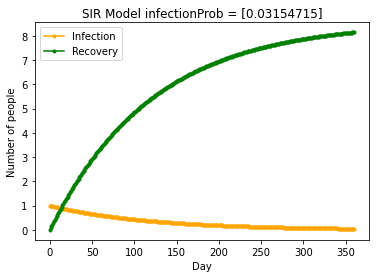 SIR Model infectionProb = [0.03154715]
Infection
Recovery
Number of people
8
7
6
5
4
3
2
1
0
0 50 100 150 200 250 300 350
Day